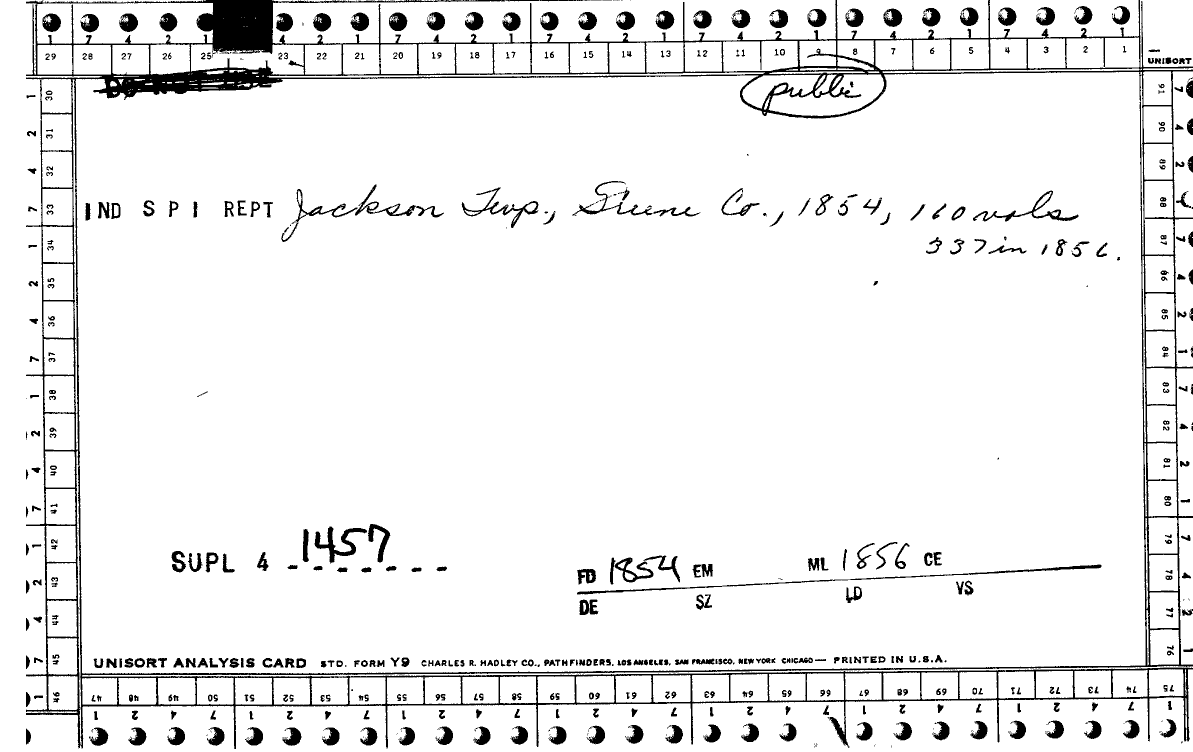 7 4 2 1 4 2 1 7 4 2 1 7 4 2 1 7 4 2 1 7 4 2 1 7 4 2 1
29 28 27 26 25 23 22 21 20 19 18 17 16 15 14 13 12 11 10 9 8 7 6 5 4 3 2 1
UNISORT
DO NOT USE
public
IND S P I REPT Jackson Twp., Greene Co., 1854, 160 vols
337 in 1856.
SUPL 4 1457
FD 1854 EM ML 1856 CE
DE SZ LD VS
UNISORT ANALYSIS CARD STD. FORM Y9 CHARLES R. HADLEY CO., PATHFINDERS, LOS ANGELES, SAN FRANCISCO, NEW YORK CHICAGO — PRINTED IN U.S.A.
1 30
2 31
4 32
7 33
1 34
2 35
4 36
7 37
1 38
2 39
4 40
7 41
1 42
2 43
4 44
7 45
1 46
91 7
90 4
89 2
88
87 7
86 4
85 2
84 1
83 7
82 4
81 2
80 1
79 7
78 4
77 2
76 1
47 48 49 50 51 52 53 54 55 56 57 58 59 60 61 62 63 64 65 66 67 68 69 70 71 72 73 74 75
1 2 4 7 1 2 4 7 1 2 4 7 1 2 4 7 1 2 4 7 1 2 4 7 1 2 4 7 1